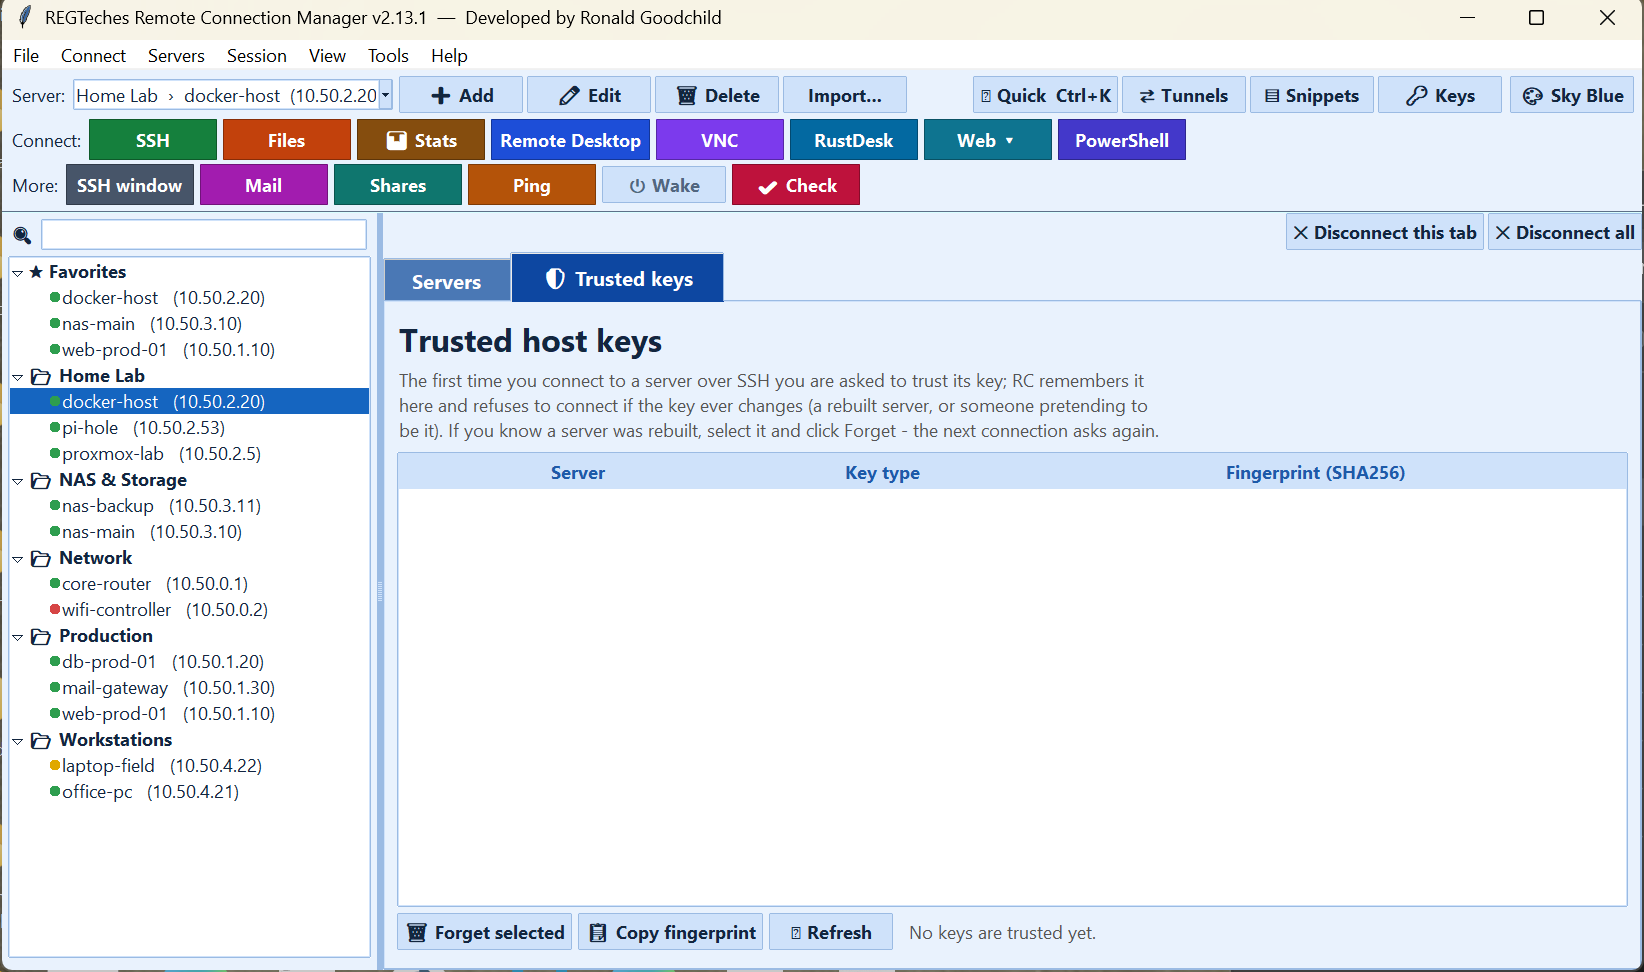 REGTeches Remote Connection Manager v2.13.1 — Developed by Ronald Goodchild
File Connect Servers Session View Tools Help
Server: Home Lab › docker-host (10.50.2.20 Add Edit Delete Import... Quick Ctrl+K Tunnels Snippets Keys Sky Blue
Connect: SSH Files Stats Remote Desktop VNC RustDesk Web PowerShell
More: SSH window Mail Shares Ping Wake Check
Disconnect this tab Disconnect all
Favorites
docker-host (10.50.2.20)
nas-main (10.50.3.10)
web-prod-01 (10.50.1.10)
Home Lab
docker-host (10.50.2.20)
pi-hole (10.50.2.53)
proxmox-lab (10.50.2.5)
NAS & Storage
nas-backup (10.50.3.11)
nas-main (10.50.3.10)
Network
core-router (10.50.0.1)
wifi-controller (10.50.0.2)
Production
db-prod-01 (10.50.1.20)
mail-gateway (10.50.1.30)
web-prod-01 (10.50.1.10)
Workstations
laptop-field (10.50.4.22)
office-pc (10.50.4.21)
Servers Trusted keys
Trusted host keys
The first time you connect to a server over SSH you are asked to trust its key; RC remembers it
here and refuses to connect if the key ever changes (a rebuilt server, or someone pretending to
be it). If you know a server was rebuilt, select it and click Forget - the next connection asks again.
Server Key type Fingerprint (SHA256)
Forget selected Copy fingerprint Refresh No keys are trusted yet.